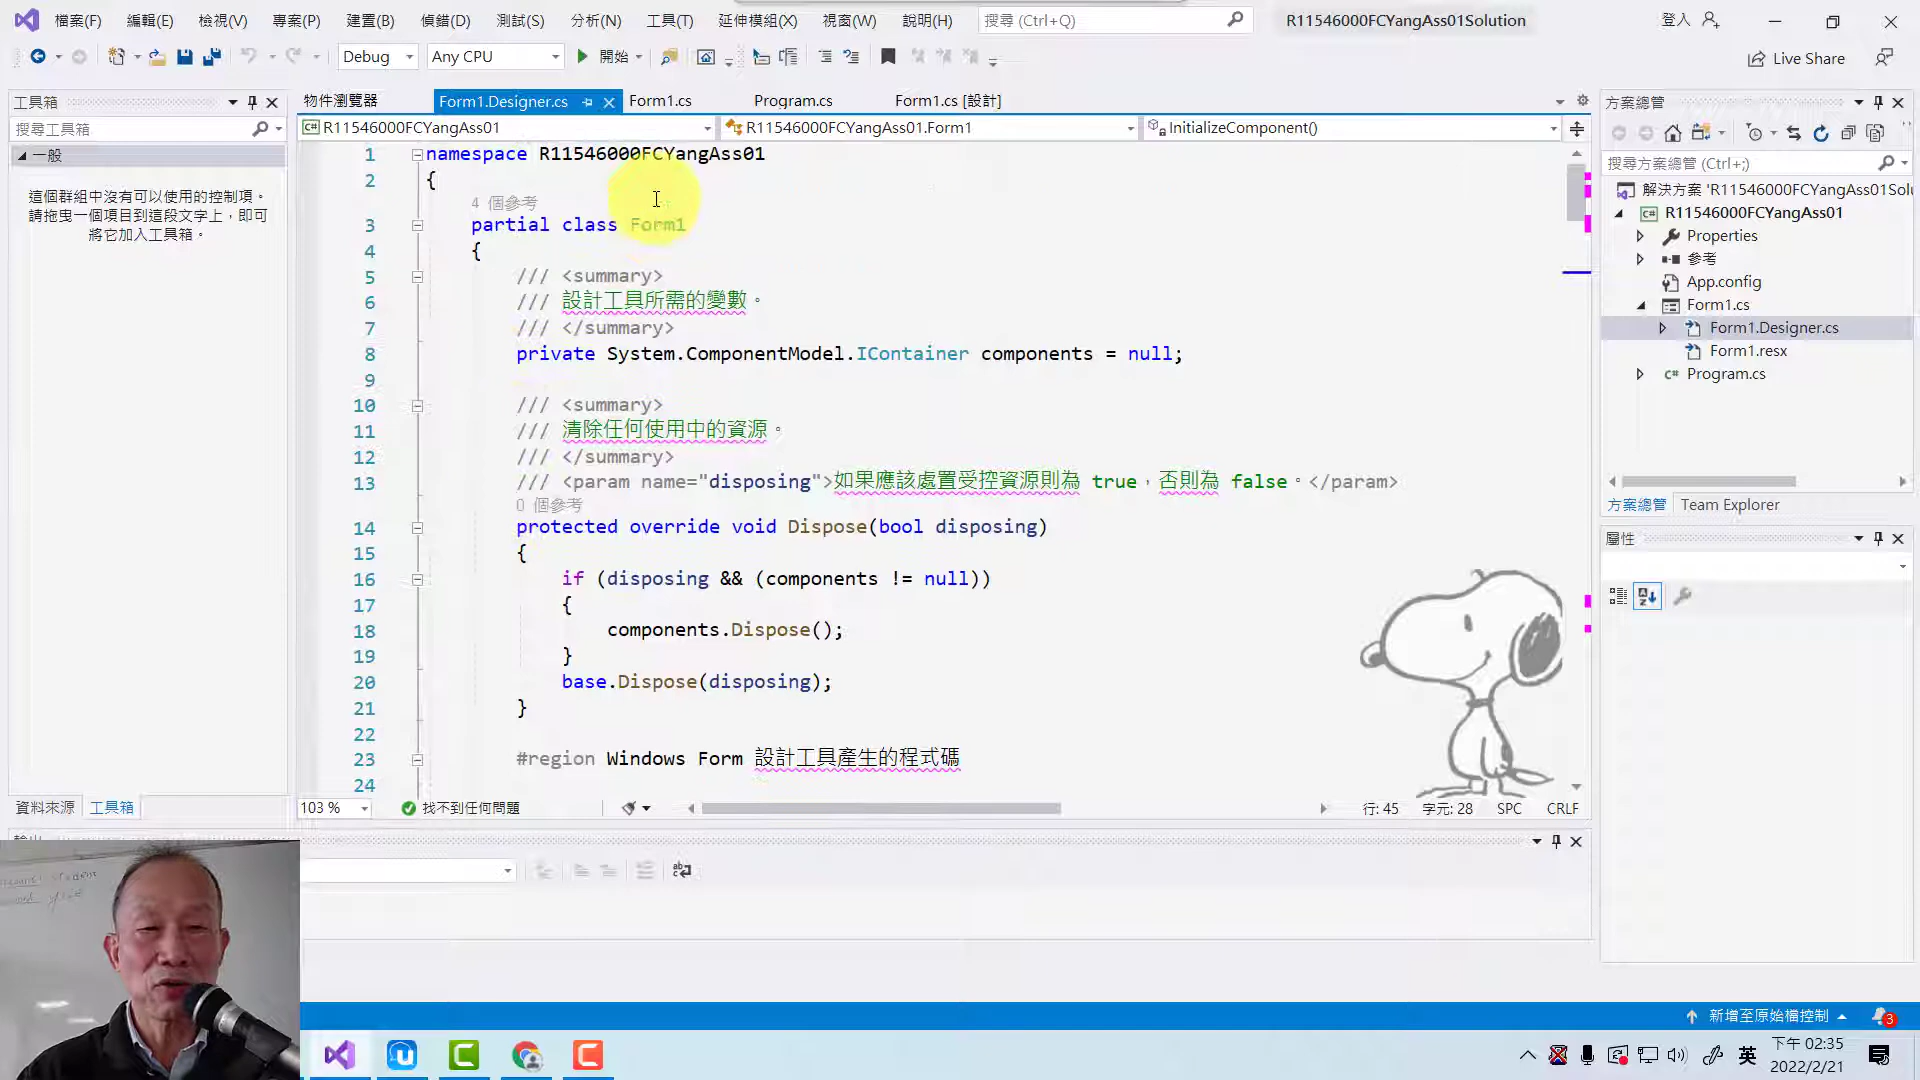 檔案(F) 編輯(E) 檢視(V) 專案(P) 建置(B) 偵錯(D) 測試(S) 分析(N) 工具(T) 延伸模組(X) 視窗(W) 說明(H) 搜尋 (Ctrl+Q) R11546000FCYangAss01Solution 登入
Debug Any CPU 開始 Live Share
工具箱
搜尋工具箱
一般
這個群組中沒有可以使用的控制項。
請拖曳一個項目到這段文字上，即可
將它加入工具箱。
資料來源 工具箱
物件瀏覽器 Form1.Designer.cs Form1.cs Program.cs Form1.cs [設計]
R11546000FCYangAss01 R11546000FCYangAss01.Form1 InitializeComponent()
1 namespace R11546000FCYangAss01
2 {
4 個參考
3 partial class Form1
4 {
5 /// <summary>
6 /// 設計工具所需的變數。
7 /// </summary>
8 private System.ComponentModel.IContainer components = null;
9
10 /// <summary>
11 /// 清除任何使用中的資源。
12 /// </summary>
13 /// <param name="disposing">如果應該處置受控資源則為 true，否則為 false。</param>
0 個參考
14 protected override void Dispose(bool disposing)
15 {
16 if (disposing && (components != null))
17 {
18 components.Dispose();
19 }
20 base.Dispose(disposing);
21 }
22
23 #region Windows Form 設計工具產生的程式碼
24
103 % 找不到任何問題 行: 45 字元: 28 SPC CRLF
方案總管
搜尋方案總管 (Ctrl+;)
解決方案 'R11546000FCYangAss01Solu
R11546000FCYangAss01
Properties
參考
App.config
Form1.cs
Form1.Designer.cs
Form1.resx
Program.cs
方案總管 Team Explorer
屬性
新增至原始檔控制 3
英 下午 02:35
2022/2/21